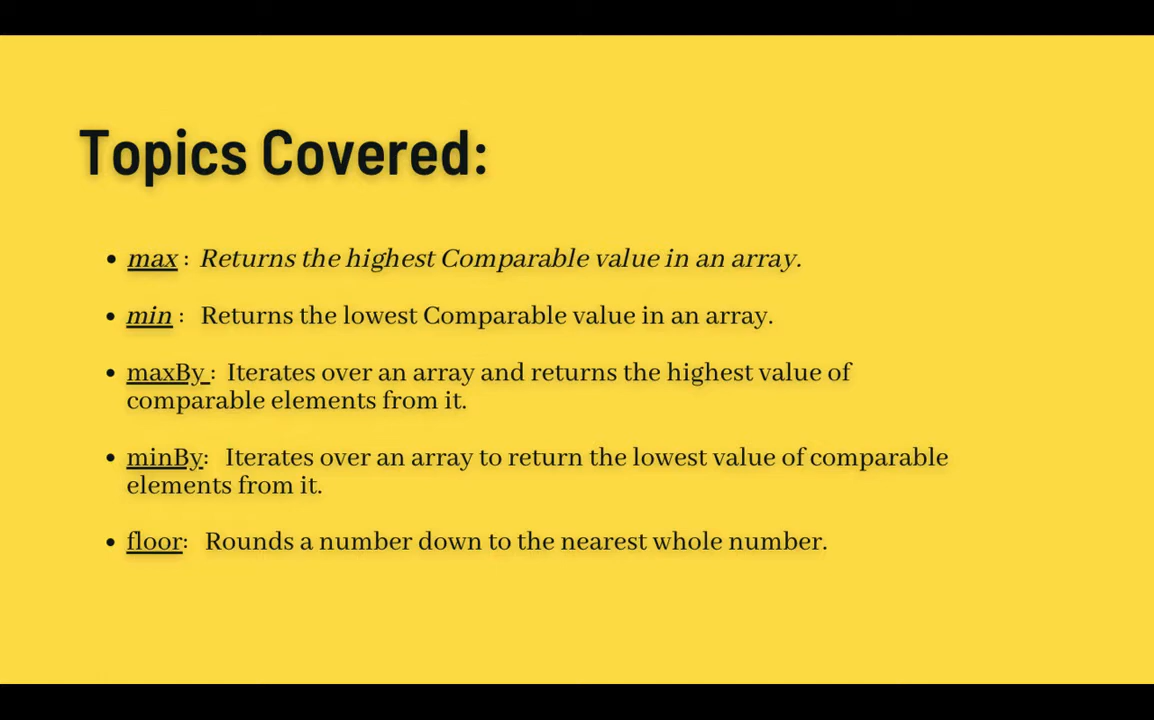 Topics Covered:
• max : Returns the highest Comparable value in an array.
• min : Returns the lowest Comparable value in an array.
• maxBy : Iterates over an array and returns the highest value of
comparable elements from it.
• minBy: Iterates over an array to return the lowest value of comparable
elements from it.
• floor: Rounds a number down to the nearest whole number.